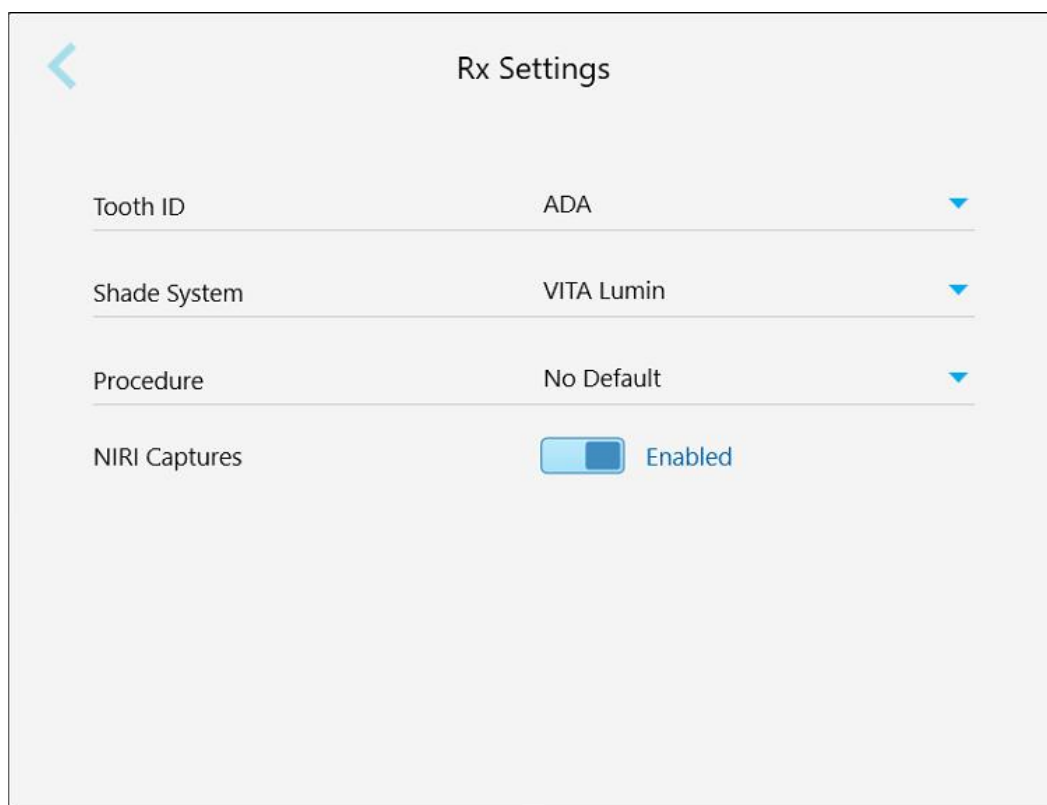 Rx Settings
Tooth ID ADA
Shade System VITA Lumin
Procedure No Default
NIRI Captures Enabled